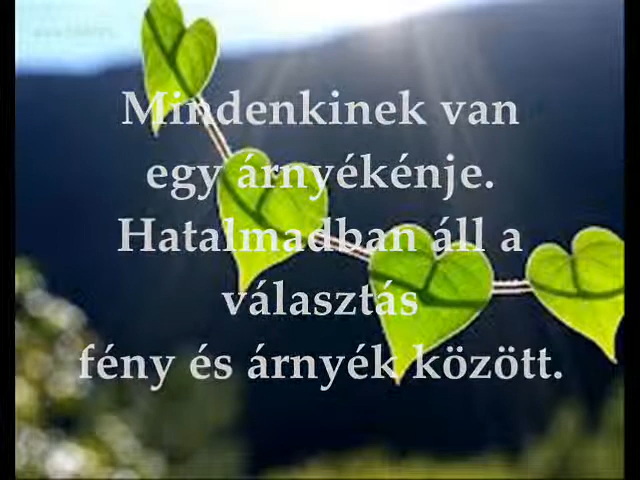 Mindenkinek van
egy árnyékénje.
Hatalmadban áll a
választás
fény és árnyék között.